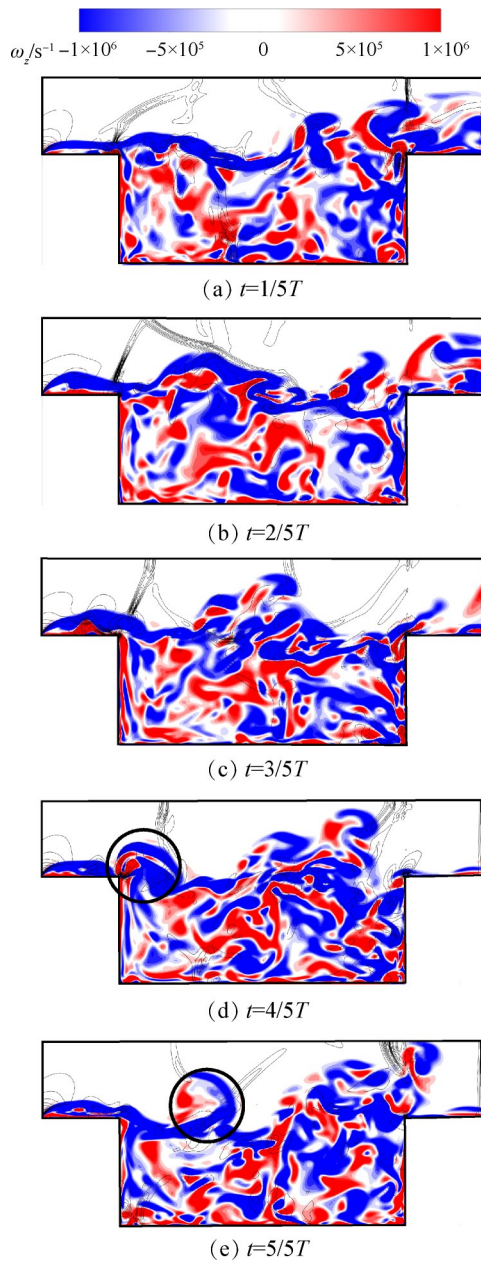 ω_z/s⁻¹ −1×10⁶ −5×10⁵ 0 5×10⁵ 1×10⁶
(a) t=1/5T
(b) t=2/5T
(c) t=3/5T
(d) t=4/5T
(e) t=5/5T